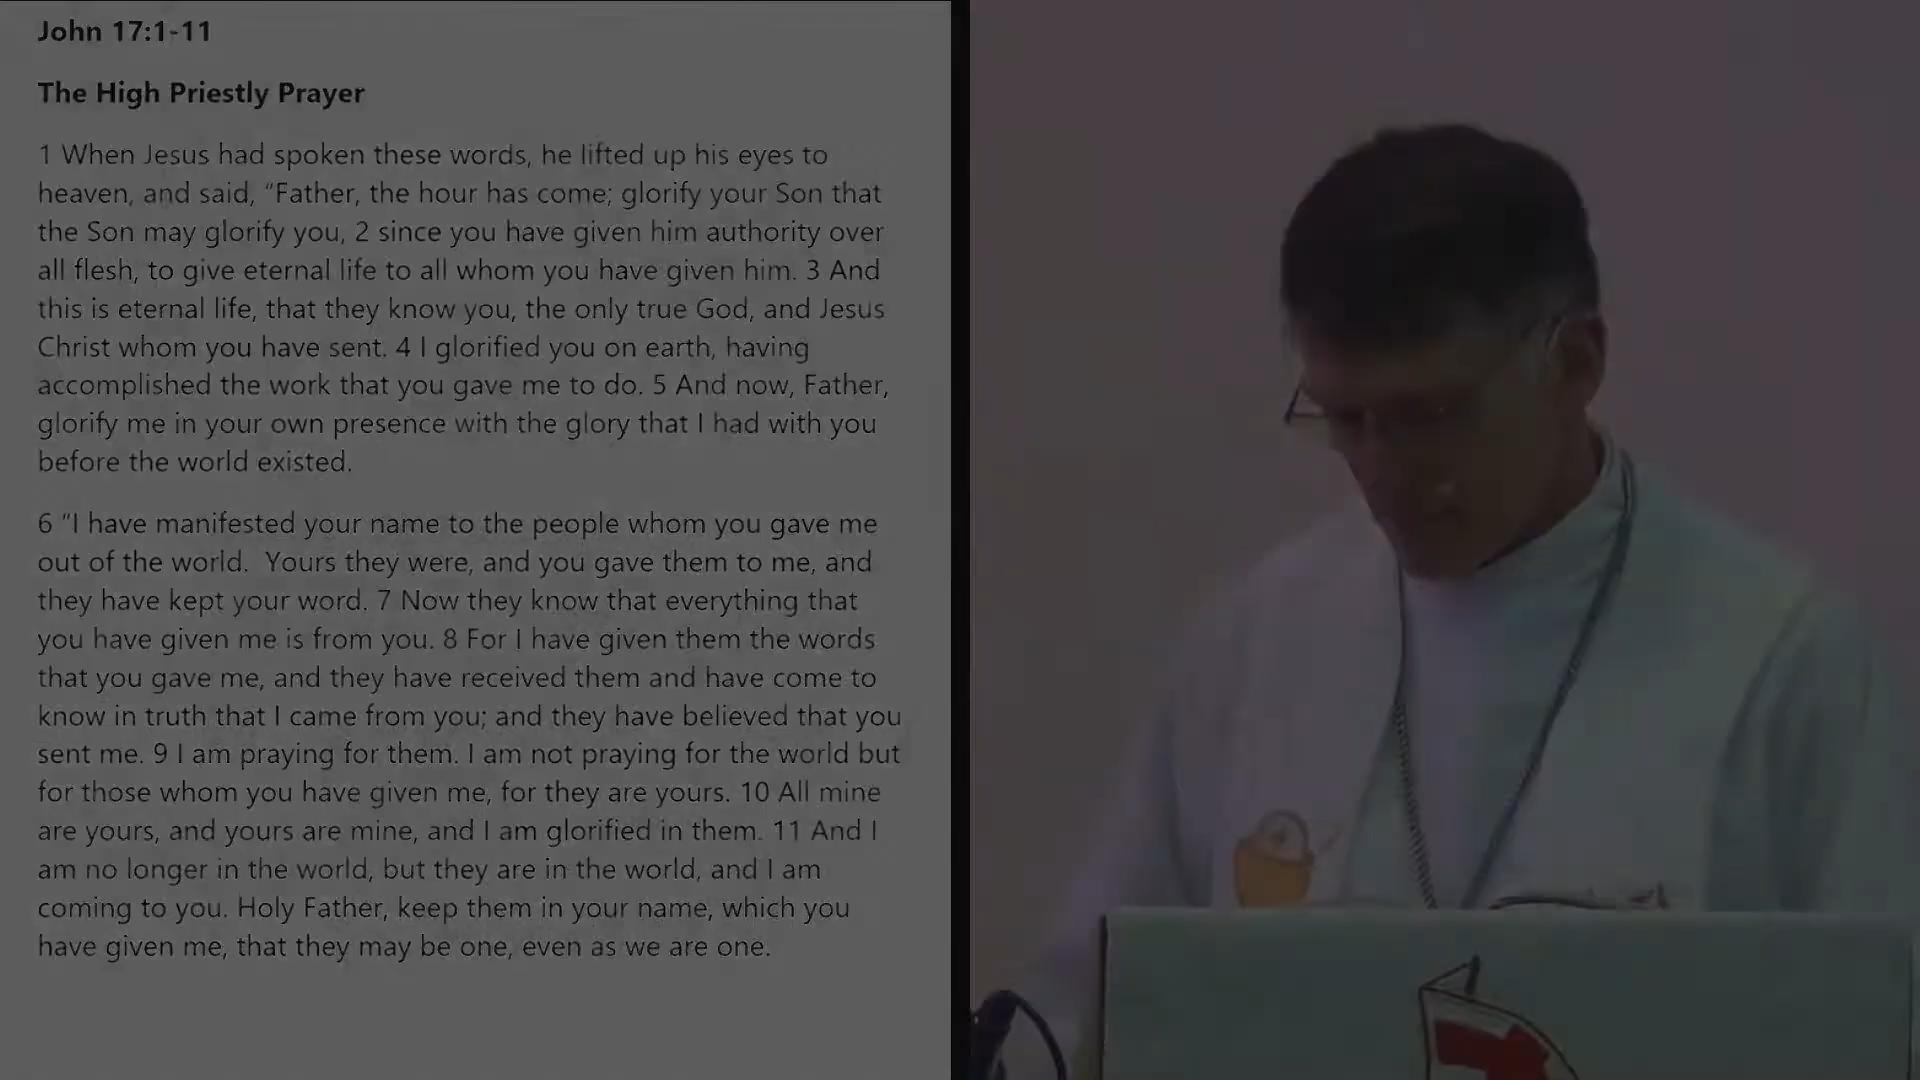 John 17:1-11
The High Priestly Prayer
1 When Jesus had spoken these words, he lifted up his eyes to
heaven, and said, “Father, the hour has come; glorify your Son that
the Son may glorify you, 2 since you have given him authority over
all flesh, to give eternal life to all whom you have given him. 3 And
this is eternal life, that they know you, the only true God, and Jesus
Christ whom you have sent. 4 I glorified you on earth, having
accomplished the work that you gave me to do. 5 And now, Father,
glorify me in your own presence with the glory that I had with you
before the world existed.
6 “I have manifested your name to the people whom you gave me
out of the world.  Yours they were, and you gave them to me, and
they have kept your word. 7 Now they know that everything that
you have given me is from you. 8 For I have given them the words
that you gave me, and they have received them and have come to
know in truth that I came from you; and they have believed that you
sent me. 9 I am praying for them. I am not praying for the world but
for those whom you have given me, for they are yours. 10 All mine
are yours, and yours are mine, and I am glorified in them. 11 And I
am no longer in the world, but they are in the world, and I am
coming to you. Holy Father, keep them in your name, which you
have given me, that they may be one, even as we are one.